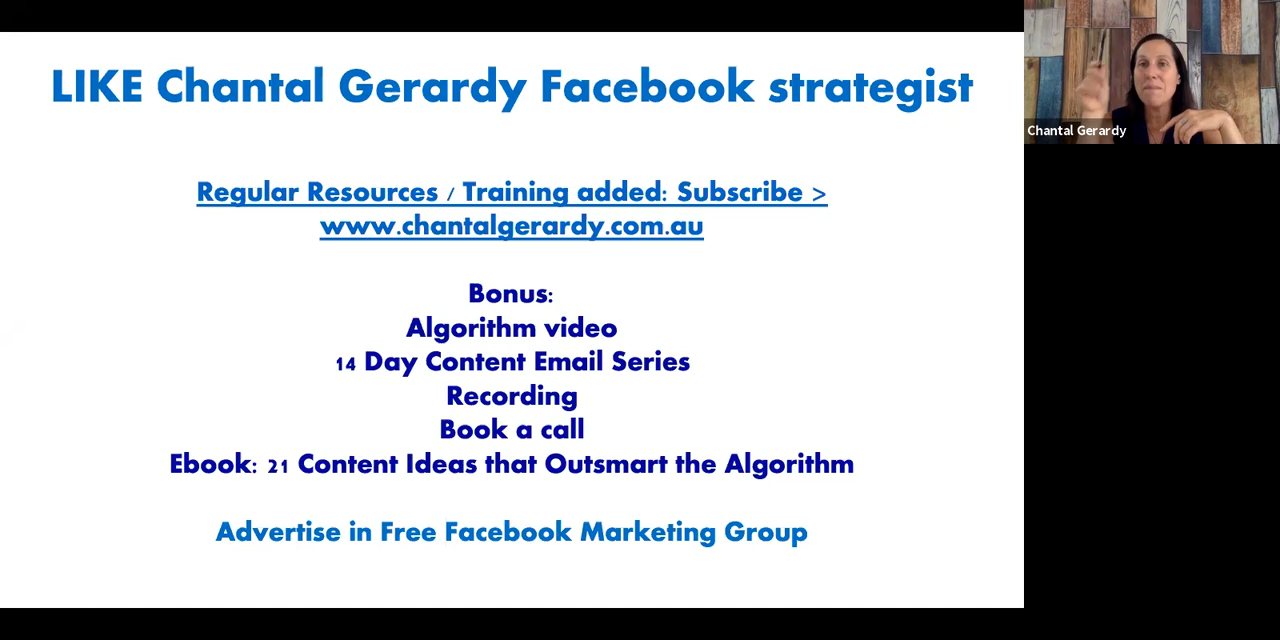 LIKE Chantal Gerardy Facebook strategist
Chantal Gerardy
Regular Resources / Training added: Subscribe >
www.chantalgerardy.com.au
Bonus:
Algorithm video
14 Day Content Email Series
Recording
Book a call
Ebook: 21 Content Ideas that Outsmart the Algorithm
Advertise in Free Facebook Marketing Group